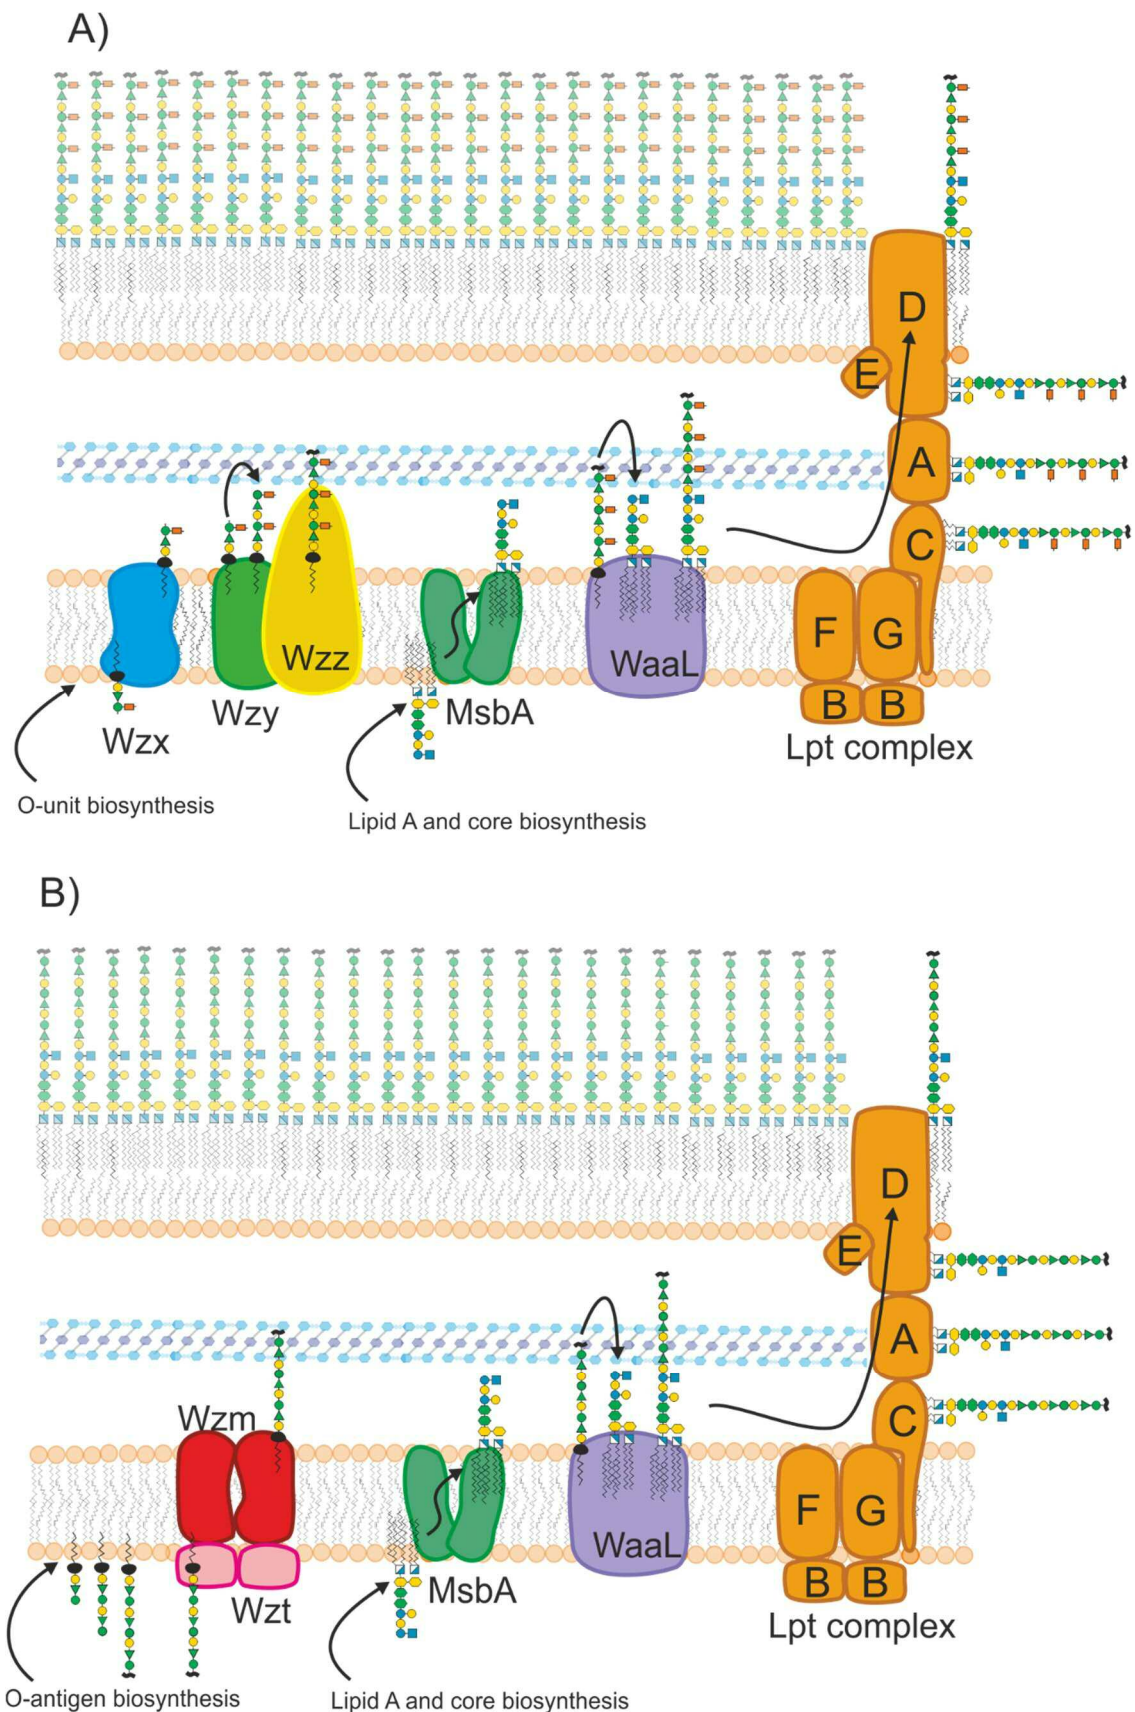 A)
D
E
A
C
F G
Wzz
WaaL
B B
Wzy
MsbA
Wzx
Lpt complex
O-unit biosynthesis
Lipid A and core biosynthesis
B)
D
E
A
C
Wzm
F G
WaaL
B B
MsbA
Wzt
Lpt complex
O-antigen biosynthesis
Lipid A and core biosynthesis